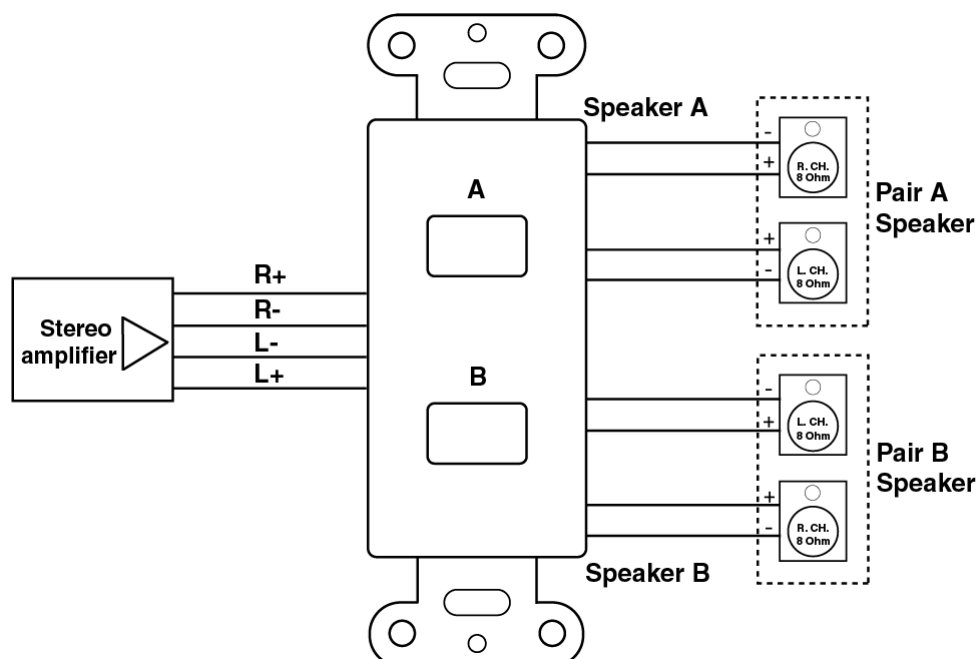 Speaker A
-
+
R. CH.
8 Ohm
+
-
L. CH.
8 Ohm
Pair A
Speaker
A
B
Stereo
amplifier
R+
R-
L-
L+
-
+
L. CH.
8 Ohm
+
-
R. CH.
8 Ohm
Pair B
Speaker
Speaker B